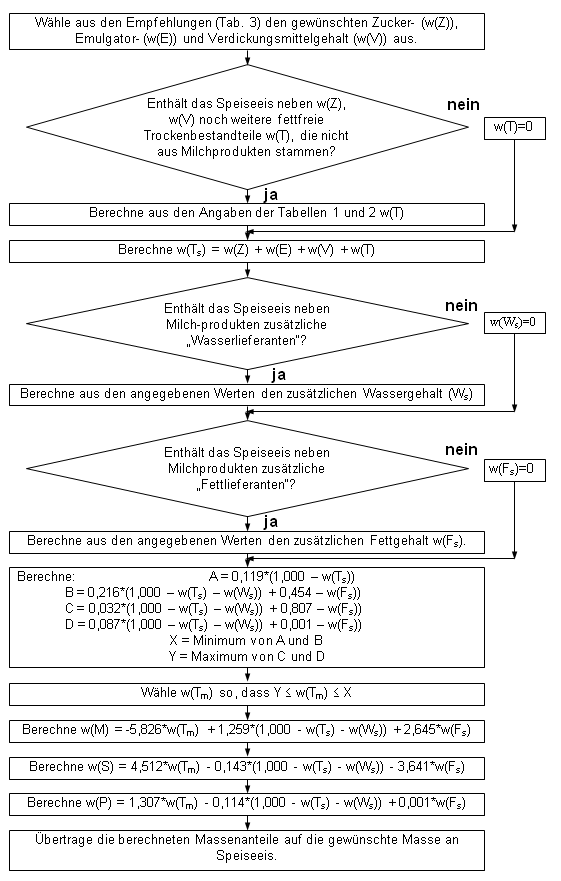 Wähle aus den Empfehlungen (Tab. 3) den gewünschten Zucker- (w(Z)),
Emulgator- (w(E)) und Verdickungsmittelgehalt (w(V)) aus.
Enthält das Speiseeis neben w(Z),
w(V) noch weitere fettfreie
Trockenbestandteile w(T), die nicht
aus Milchprodukten stammen?
nein
w(T)=0
ja
Berechne aus den Angaben der Tabellen 1 und 2 w(T)
Berechne w(Ts) = w(Z) + w(E) + w(V) + w(T)
Enthält das Speiseeis neben
Milch-produkten zusätzliche
„Wasserlieferanten“?
nein
w(Ws)=0
ja
Berechne aus den angegebenen Werten den zusätzlichen Wassergehalt (Ws)
Enthält das Speiseeis neben
Milchprodukten zusätzliche
„Fettlieferanten“?
nein
w(Fs)=0
ja
Berechne aus den angegebenen Werten den zusätzlichen Fettgehalt w(Fs).
Berechne: A = 0,119*(1,000 – w(Ts))
B = 0,216*(1,000 – w(Ts) – w(Ws)) + 0,454 – w(Fs))
C = 0,032*(1,000 – w(Ts) – w(Ws)) + 0,807 – w(Fs))
D = 0,087*(1,000 – w(Ts) – w(Ws)) + 0,001 – w(Fs))
X = Minimum von A und B
Y = Maximum von C und D
Wähle w(Tm) so, dass Y ≤ w(Tm) ≤ X
Berechne w(M) = -5,826*w(Tm) + 1,259*(1,000 - w(Ts) - w(Ws)) + 2,645*w(Fs)
Berechne w(S) = 4,512*w(Tm) - 0,143*(1,000 - w(Ts) - w(Ws)) - 3,641*w(Fs)
Berechne w(P) = 1,307*w(Tm) - 0,114*(1,000 - w(Ts) - w(Ws)) + 0,001*w(Fs)
Übertrage die berechneten Massenanteile auf die gewünschte Masse an
Speiseeis.